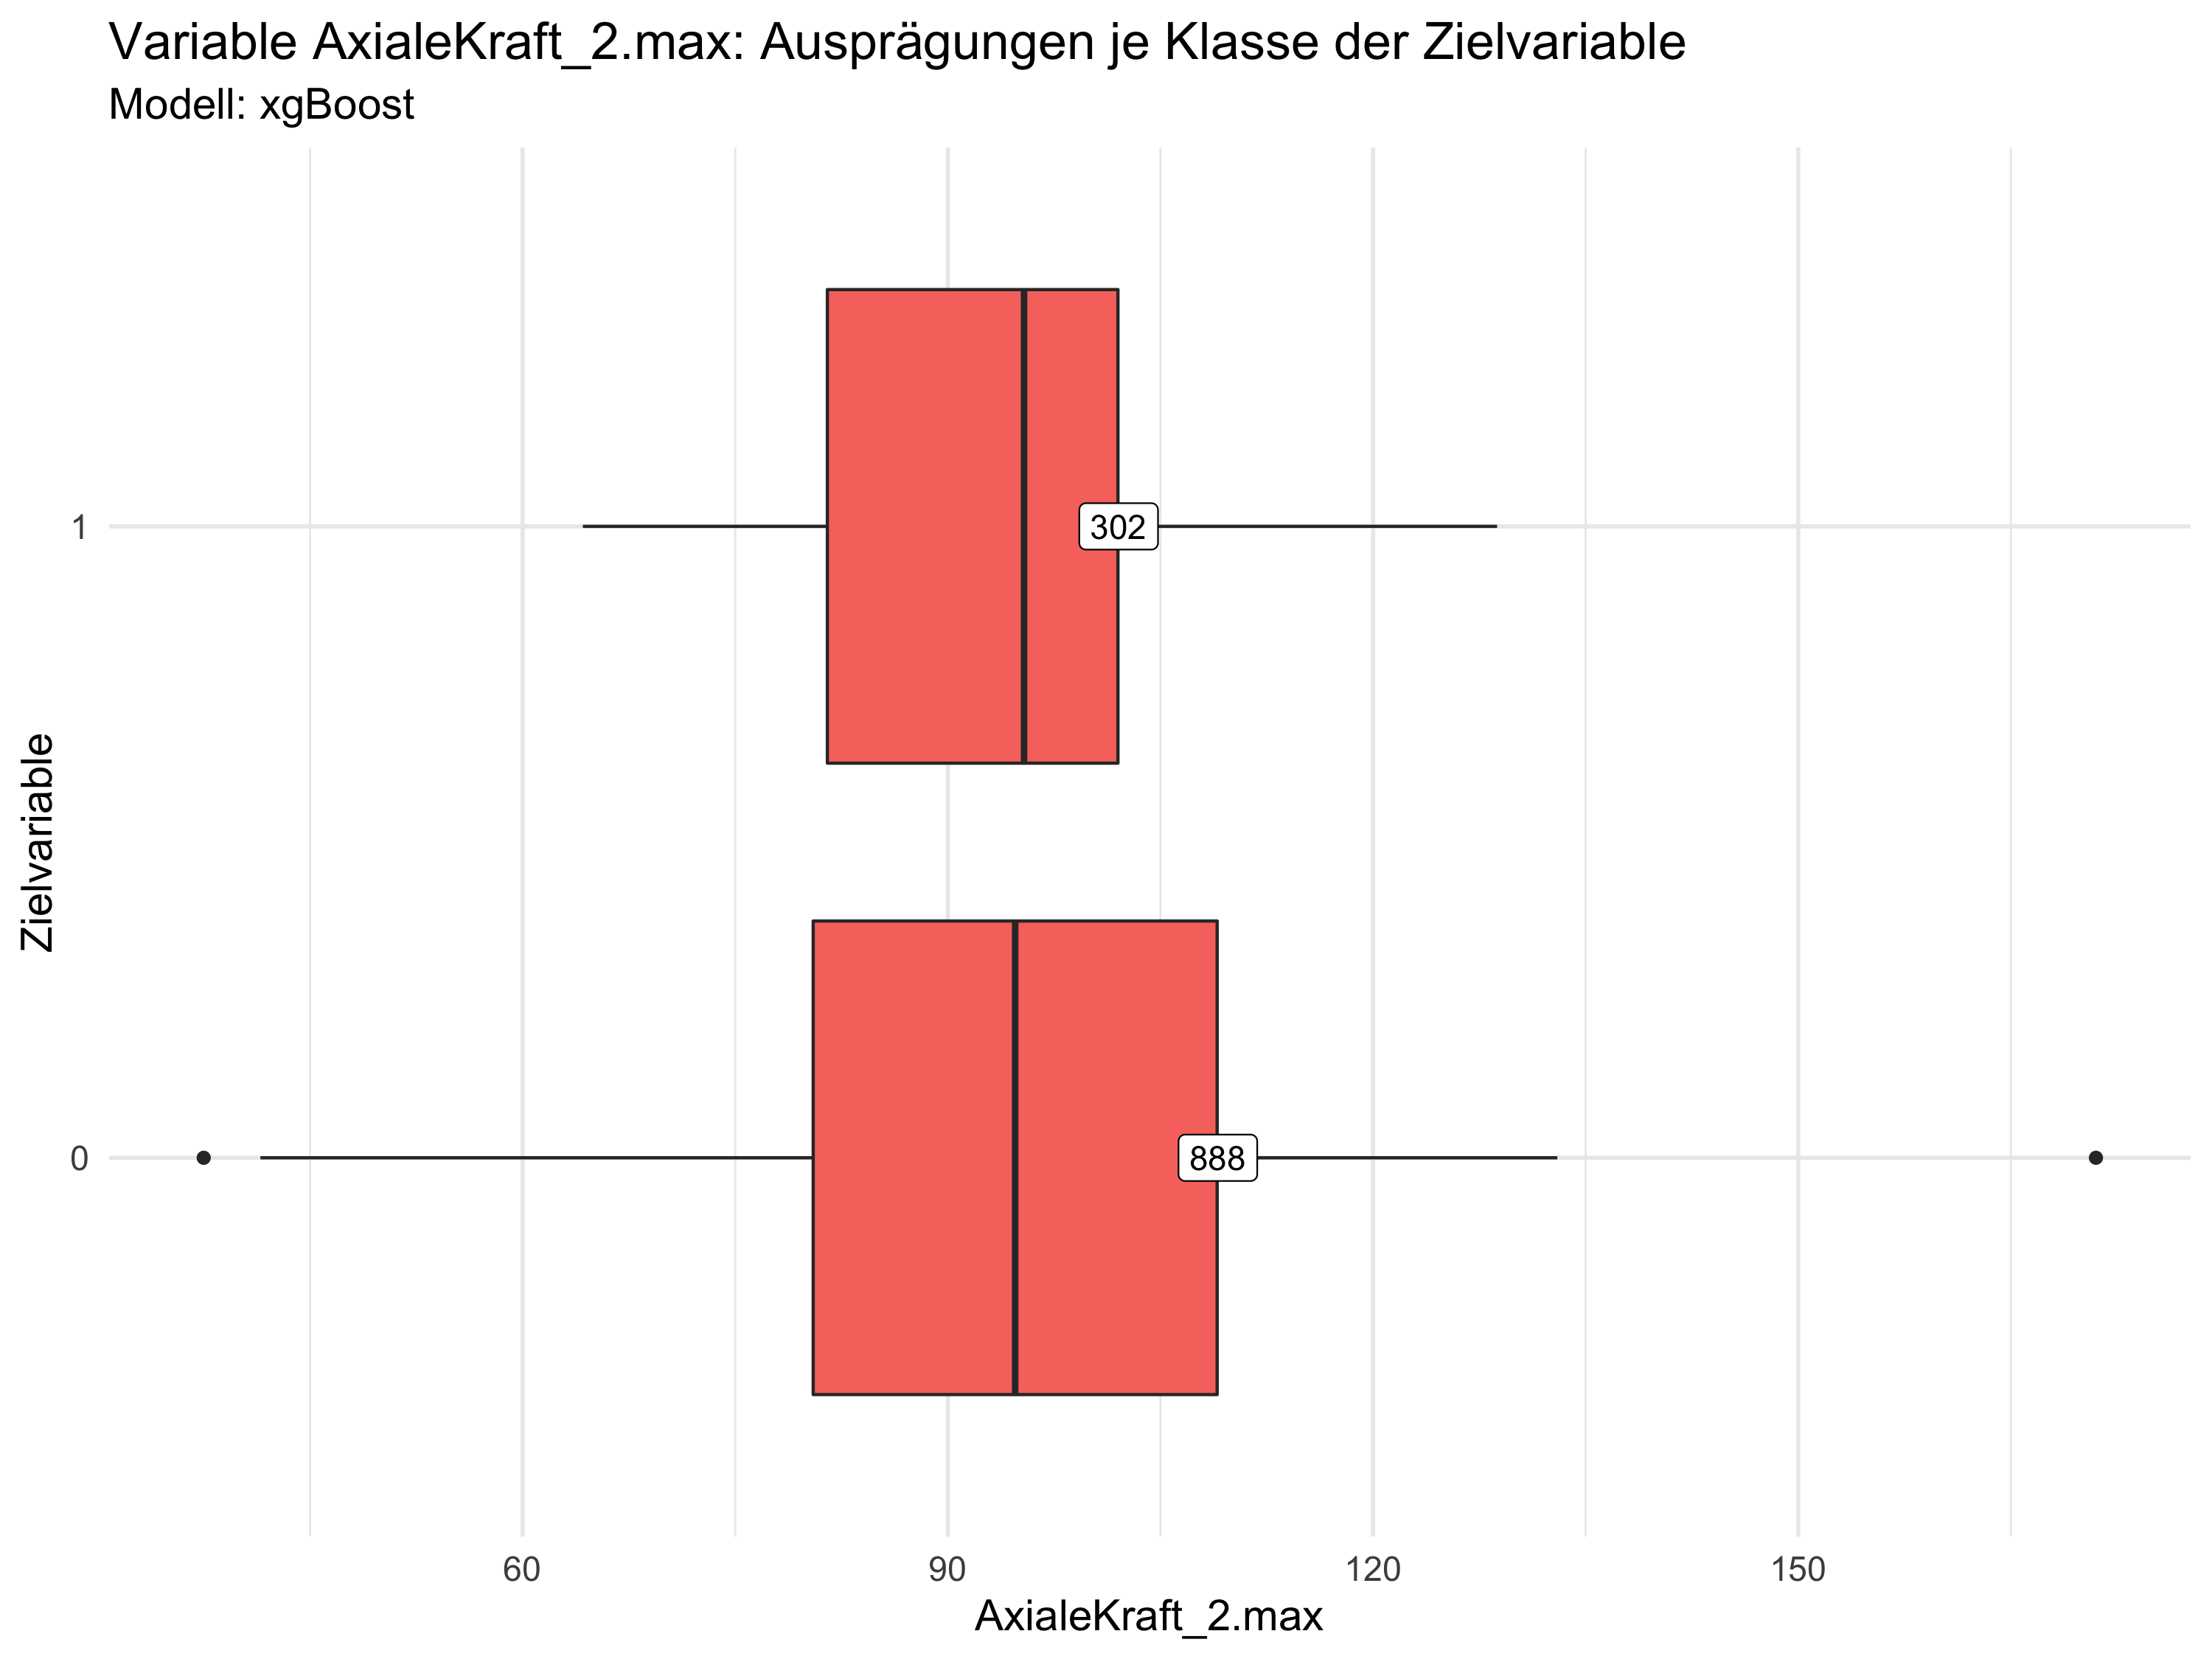 Variable AxialeKraft_2.max: Ausprägungen je Klasse der Zielvariable
Modell: xgBoost
Zielvariable
1
302
0
888
60
90
120
150
AxialeKraft_2.max